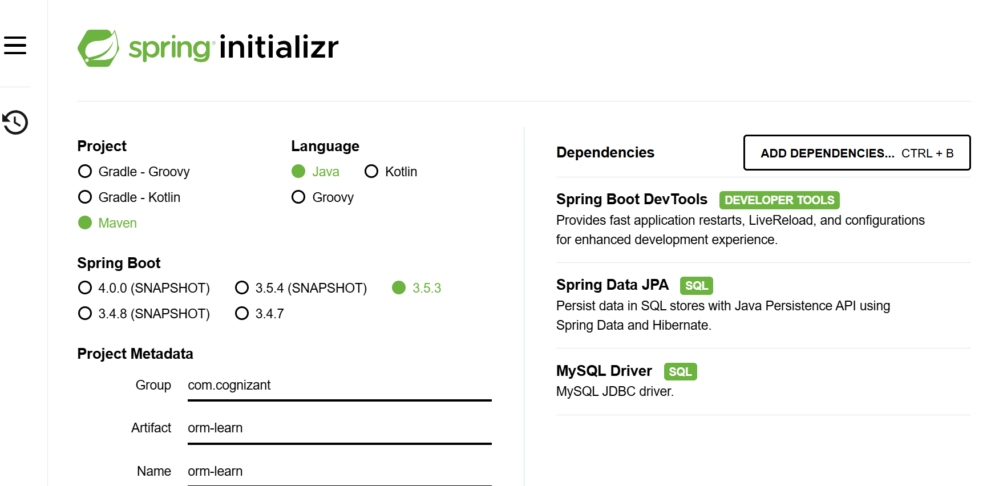 spring® initializr
Project
Gradle - Groovy
Gradle - Kotlin
Maven
Language
Java Kotlin
Groovy
Spring Boot
4.0.0 (SNAPSHOT) 3.5.4 (SNAPSHOT) 3.5.3
3.4.8 (SNAPSHOT) 3.4.7
Project Metadata
Group com.cognizant
Artifact orm-learn
Name orm-learn
Dependencies ADD DEPENDENCIES... CTRL + B
Spring Boot DevTools DEVELOPER TOOLS
Provides fast application restarts, LiveReload, and configurations
for enhanced development experience.
Spring Data JPA SQL
Persist data in SQL stores with Java Persistence API using
Spring Data and Hibernate.
MySQL Driver SQL
MySQL JDBC driver.